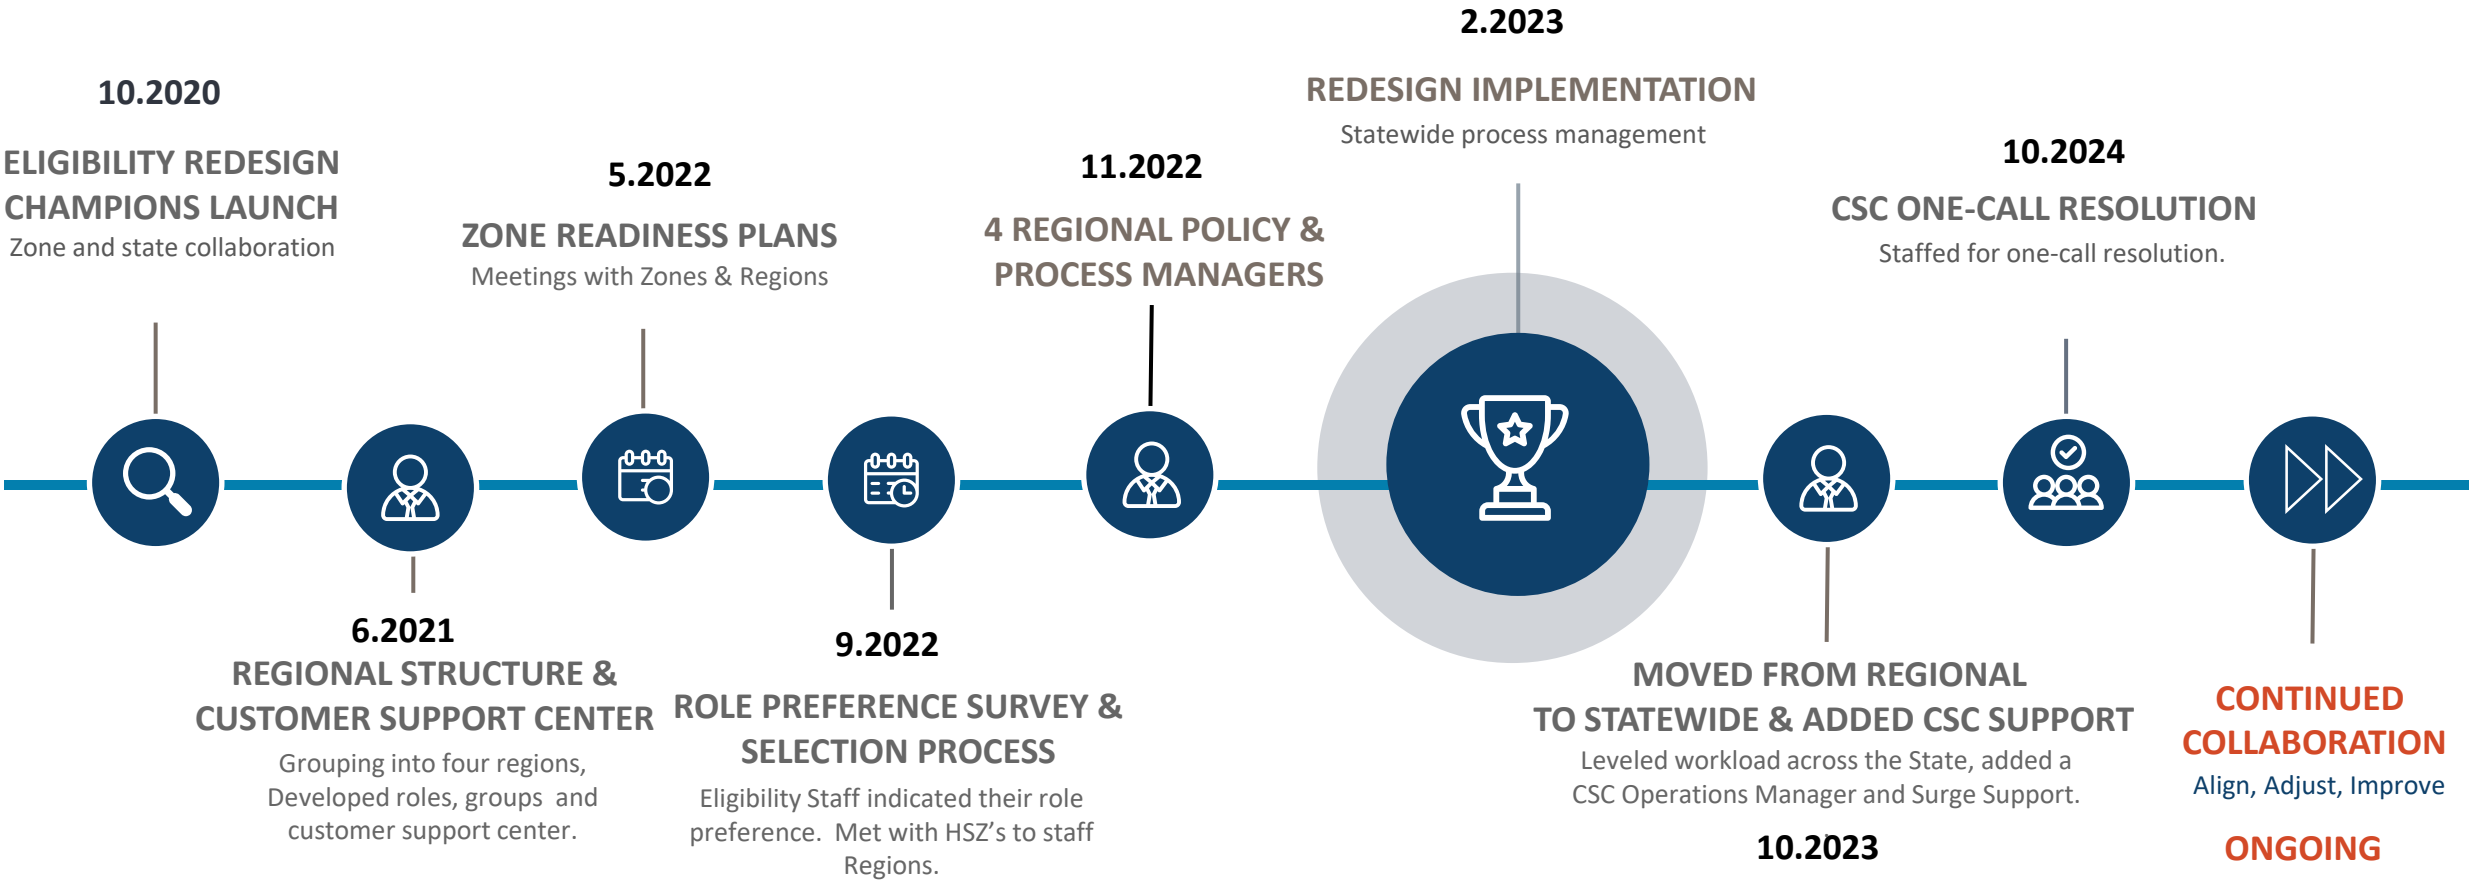 10.2020
ELIGIBILITY REDESIGN
CHAMPIONS LAUNCH
Zone and state collaboration
6.2021
REGIONAL STRUCTURE &
CUSTOMER SUPPORT CENTER
Grouping into four regions,
Developed roles, groups and
customer support center.
5.2022
ZONE READINESS PLANS
Meetings with Zones & Regions
9.2022
ROLE PREFERENCE SURVEY &
SELECTION PROCESS
Eligibility Staff indicated their role
preference. Met with HSZ's to staff
Regions.
11.2022
4 REGIONAL POLICY &
PROCESS MANAGERS
2.2023
REDESIGN IMPLEMENTATION
Statewide process management
MOVED FROM REGIONAL
TO STATEWIDE & ADDED CSC SUPPORT
Leveled workload across the State, added a
CSC Operations Manager and Surge Support.
10.2023
10.2024
CSC ONE-CALL RESOLUTION
Staffed for one-call resolution.
CONTINUED
COLLABORATION
Align, Adjust, Improve
ONGOING